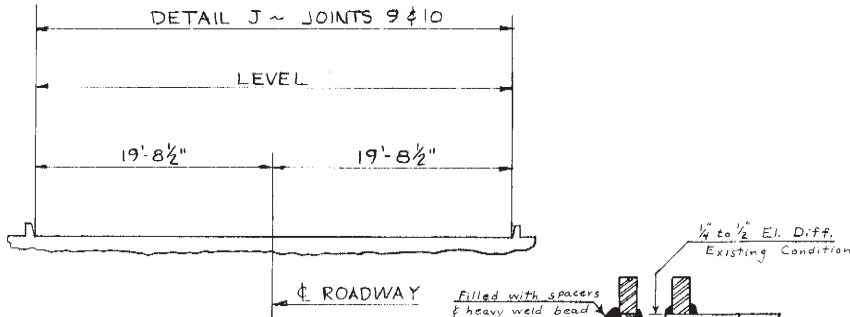 DETAIL J ~ JOINTS 9 & 10
LEVEL
19'-8½" 19'-8½"
¼" to ½" El. Diff.
Existing Condition
℄ ROADWAY
Filled with spacers
& heavy weld bead